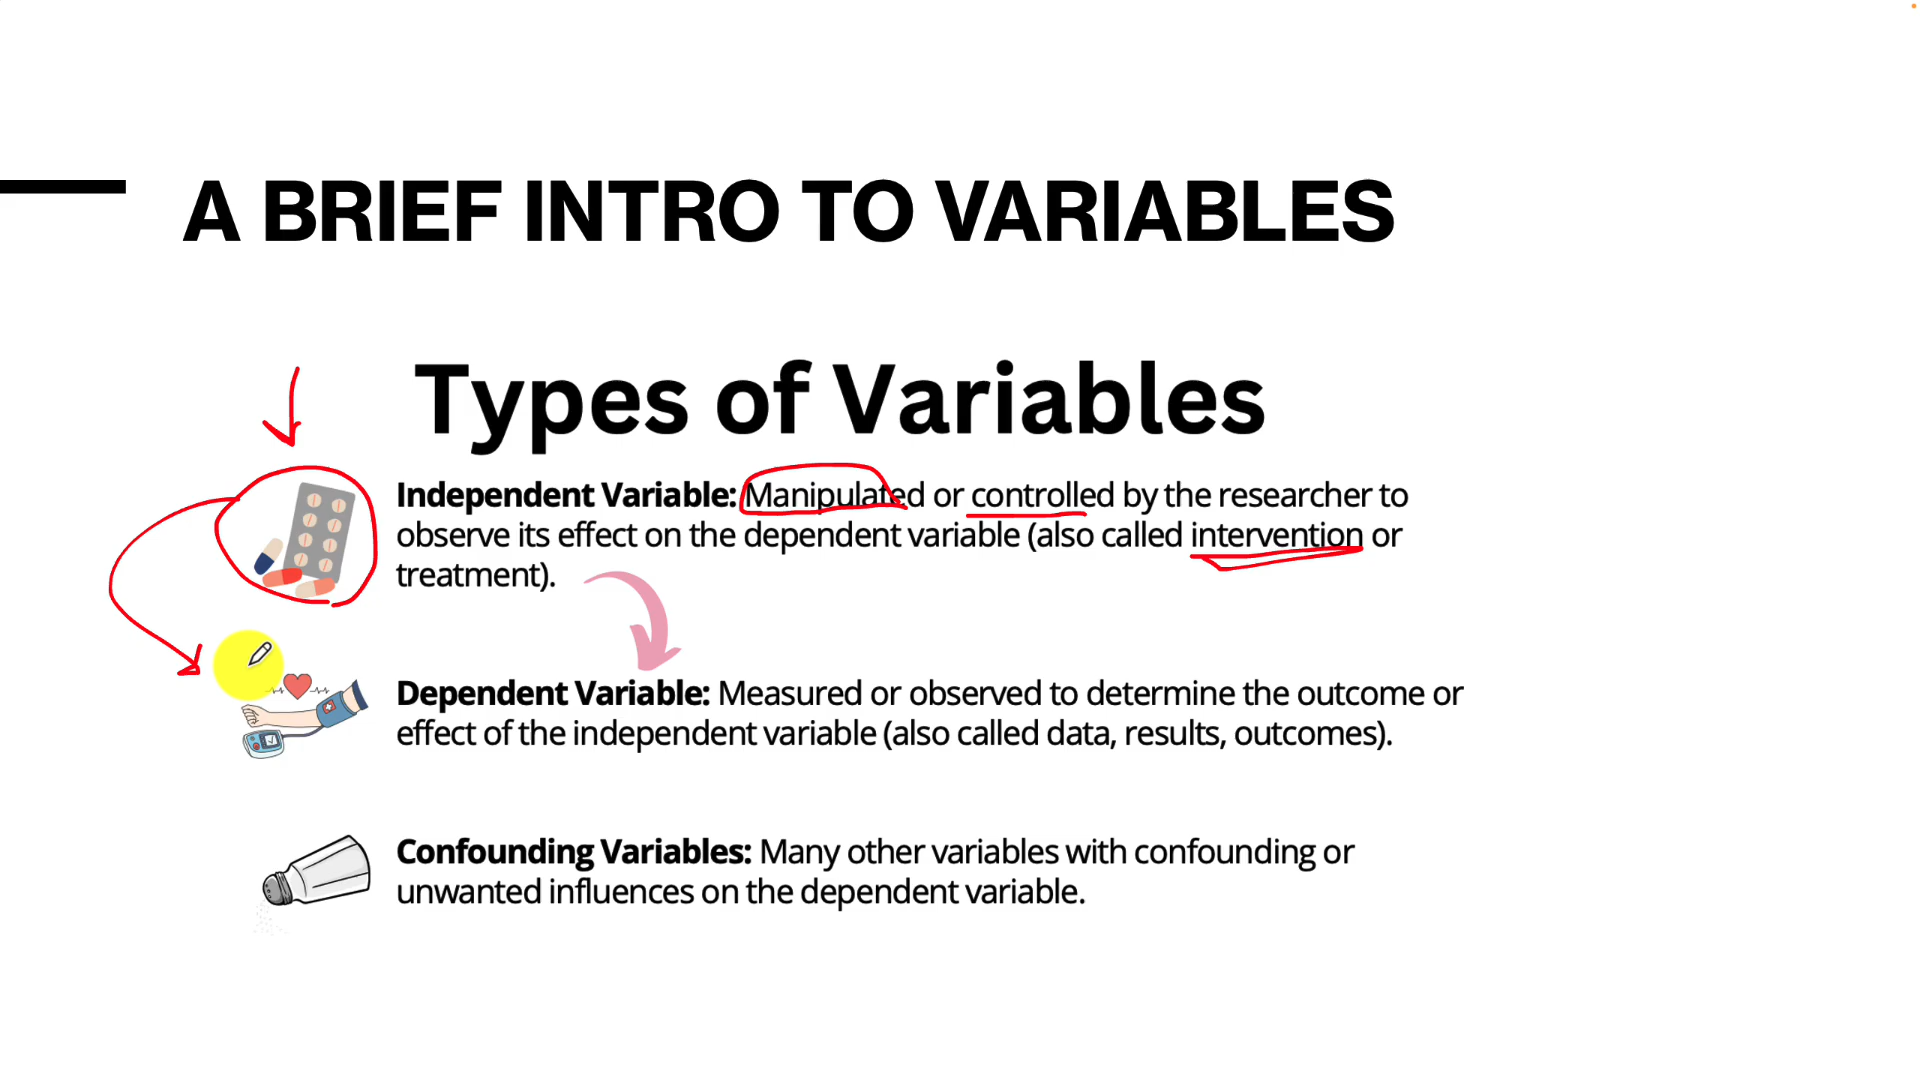 A BRIEF INTRO TO VARIABLES
Types of Variables
Independent Variable: Manipulated or controlled by the researcher to
observe its effect on the dependent variable (also called intervention or
treatment).
Dependent Variable: Measured or observed to determine the outcome or
effect of the independent variable (also called data, results, outcomes).
Confounding Variables: Many other variables with confounding or
unwanted influences on the dependent variable.